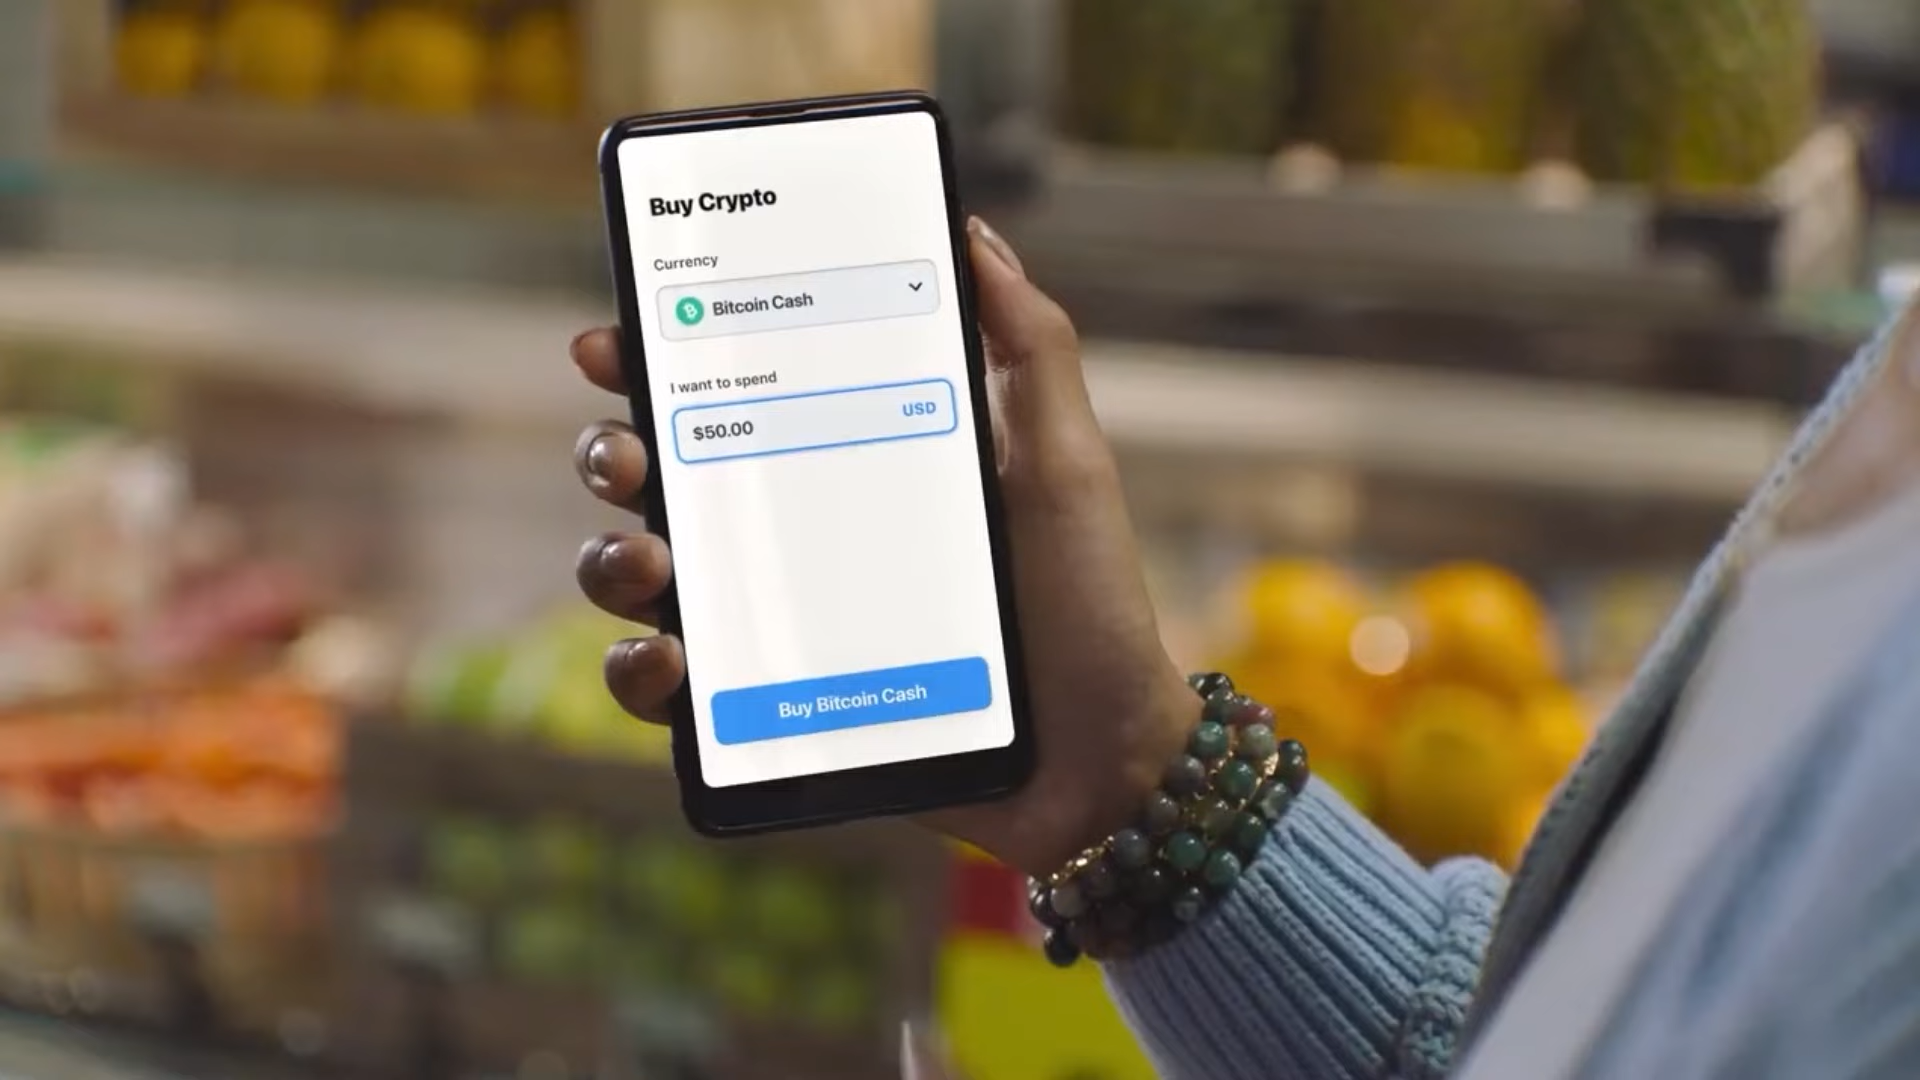 Buy Crypto
Currency
Bitcoin Cash
I want to spend
$50.00 USD
Buy Bitcoin Cash